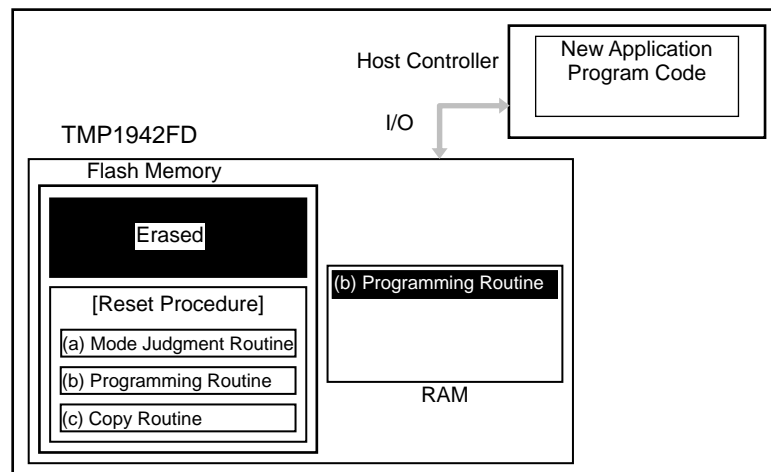 New Application
Program Code
Host Controller
I/O
TMP1942FD
Flash Memory
Erased
(b) Programming Routine
[Reset Procedure]
(a) Mode Judgment Routine
(b) Programming Routine
(c) Copy Routine
RAM